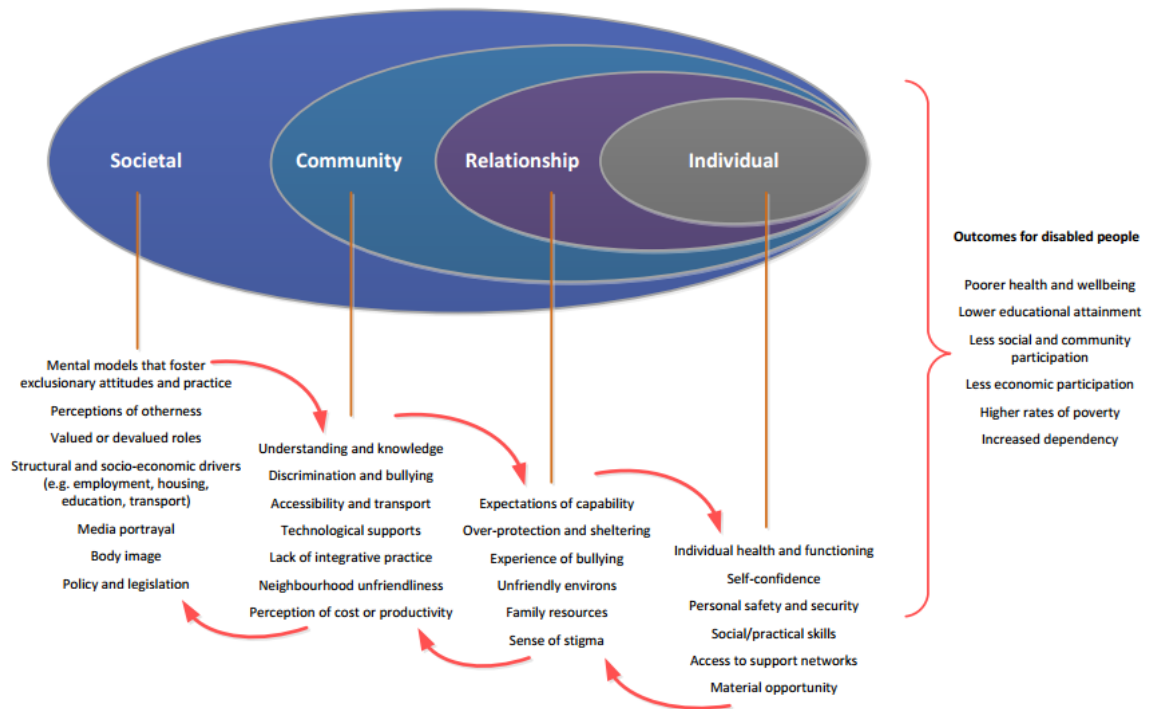 Societal
Community
Relationship
Individual
Mental models that foster
exclusionary attitudes and practice
Perceptions of otherness
Valued or devalued roles
Structural and socio-economic drivers
(e.g. employment, housing,
education, transport)
Media portrayal
Body image
Policy and legislation
Understanding and knowledge
Discrimination and bullying
Accessibility and transport
Technological supports
Lack of integrative practice
Neighbourhood unfriendliness
Perception of cost or productivity
Expectations of capability
Over-protection and sheltering
Experience of bullying
Unfriendly environs
Family resources
Sense of stigma
Individual health and functioning
Self-confidence
Personal safety and security
Social/practical skills
Access to support networks
Material opportunity
Outcomes for disabled people
Poorer health and wellbeing
Lower educational attainment
Less social and community
participation
Less economic participation
Higher rates of poverty
Increased dependency